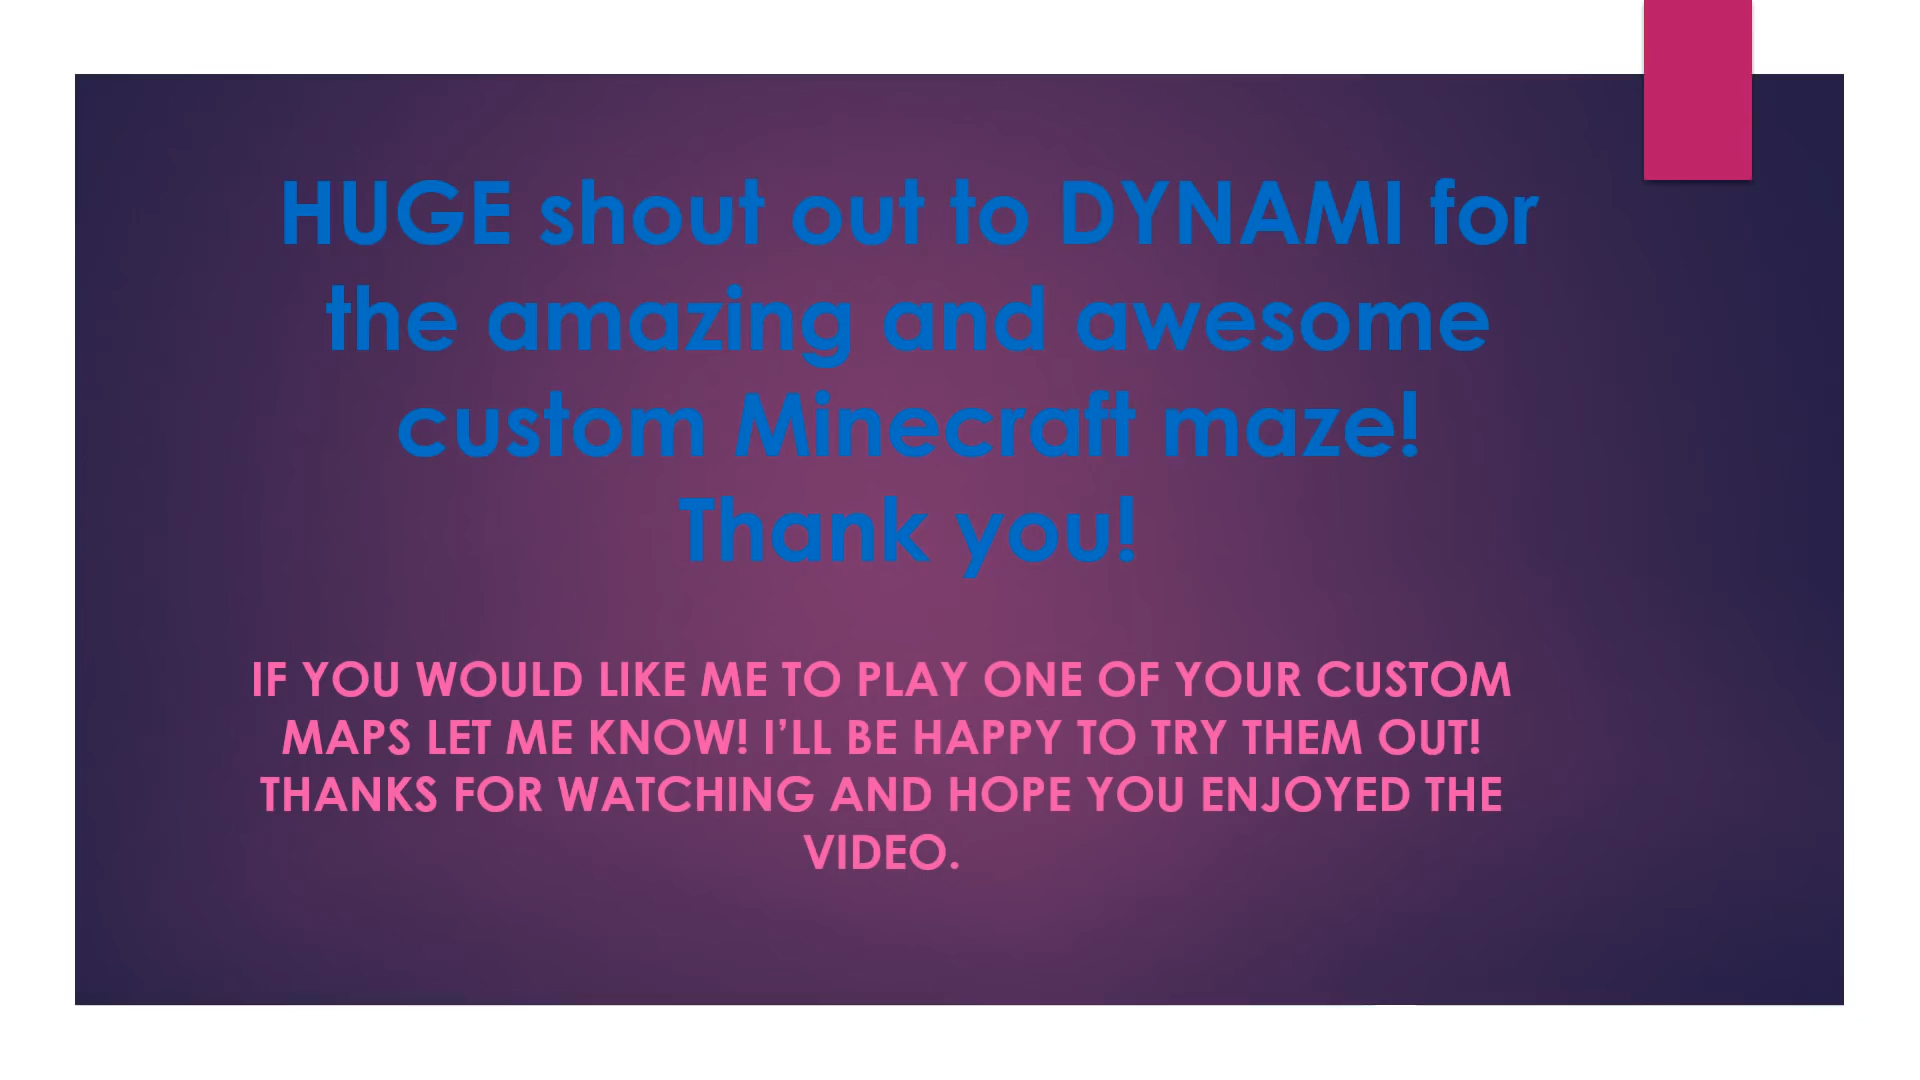 HUGE shout out to DYNAMI for
the amazing and awesome
custom Minecraft maze!
Thank you!
IF YOU WOULD LIKE ME TO PLAY ONE OF YOUR CUSTOM
MAPS LET ME KNOW! I’LL BE HAPPY TO TRY THEM OUT!
THANKS FOR WATCHING AND HOPE YOU ENJOYED THE
VIDEO.